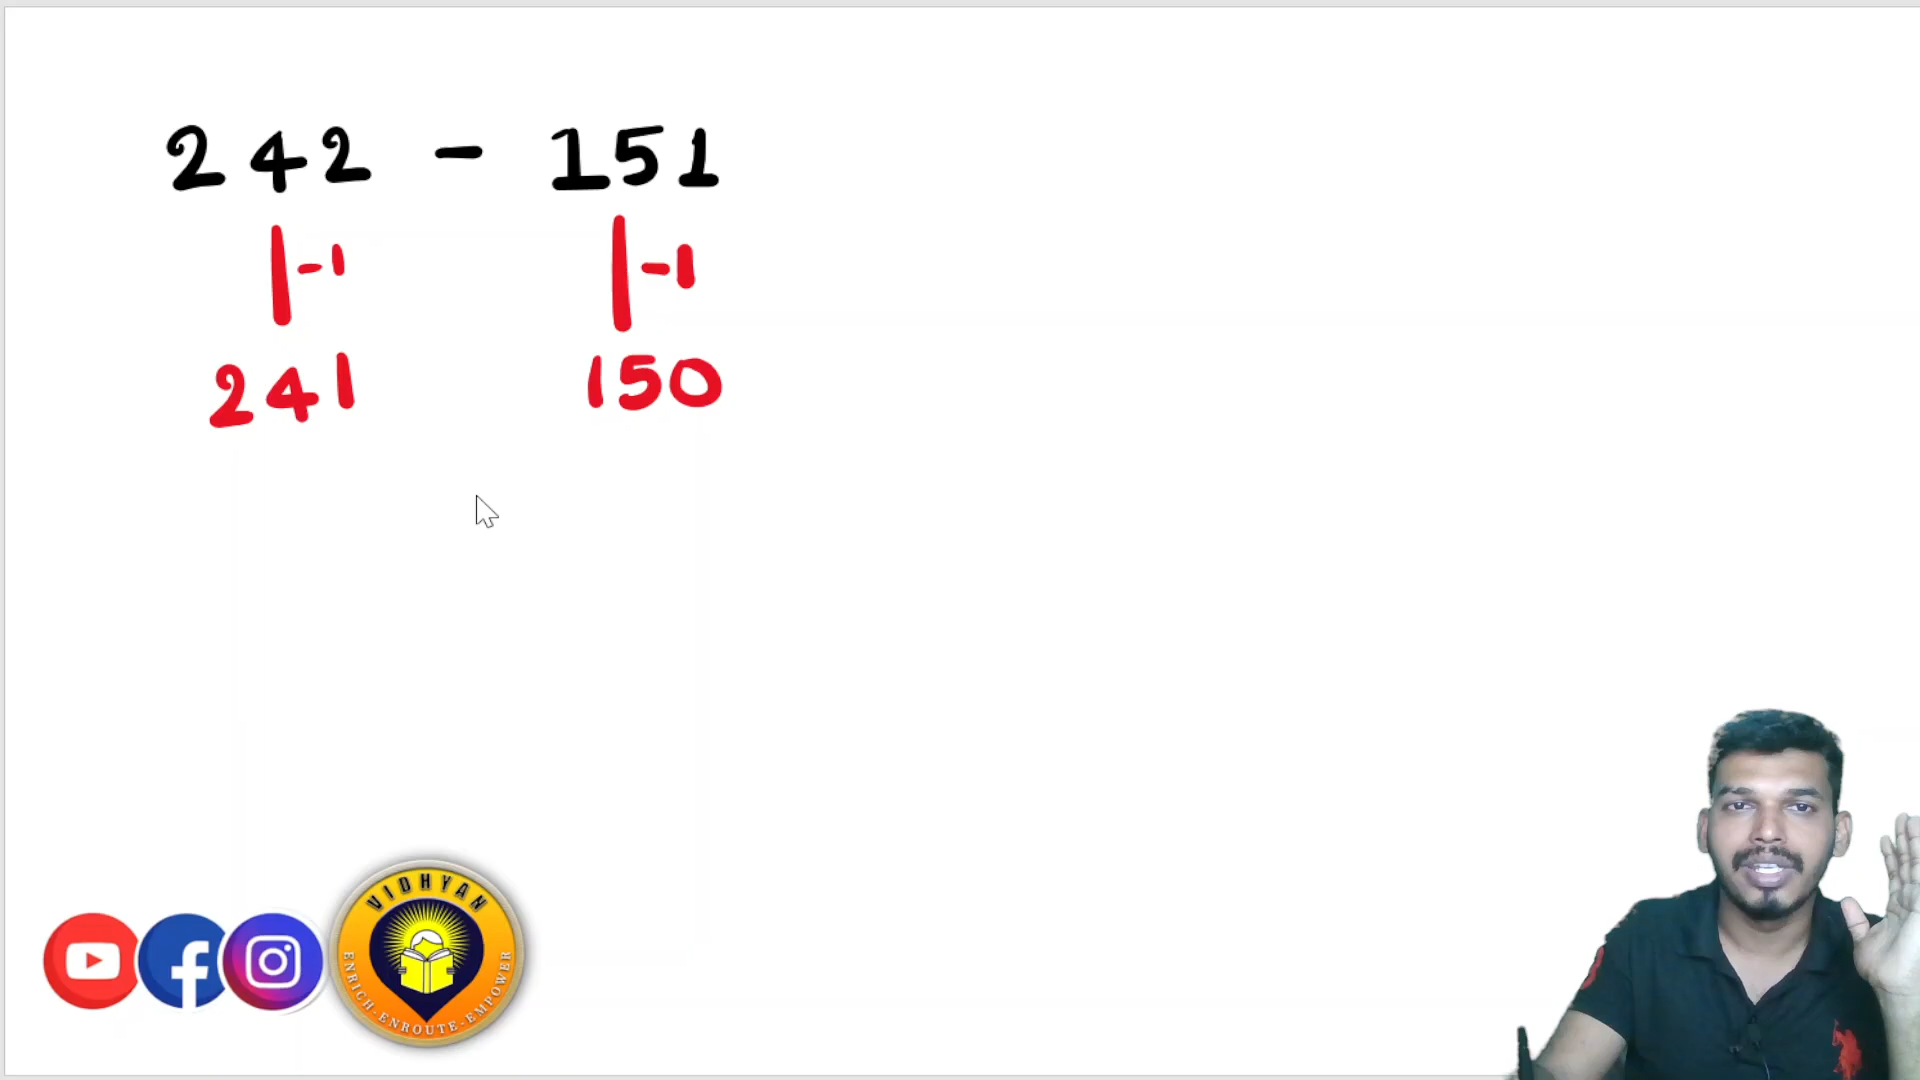 242 - 151
-1 -1
241 150
VIDHYAN
ENRICH-ENROUTE-EMPOWER